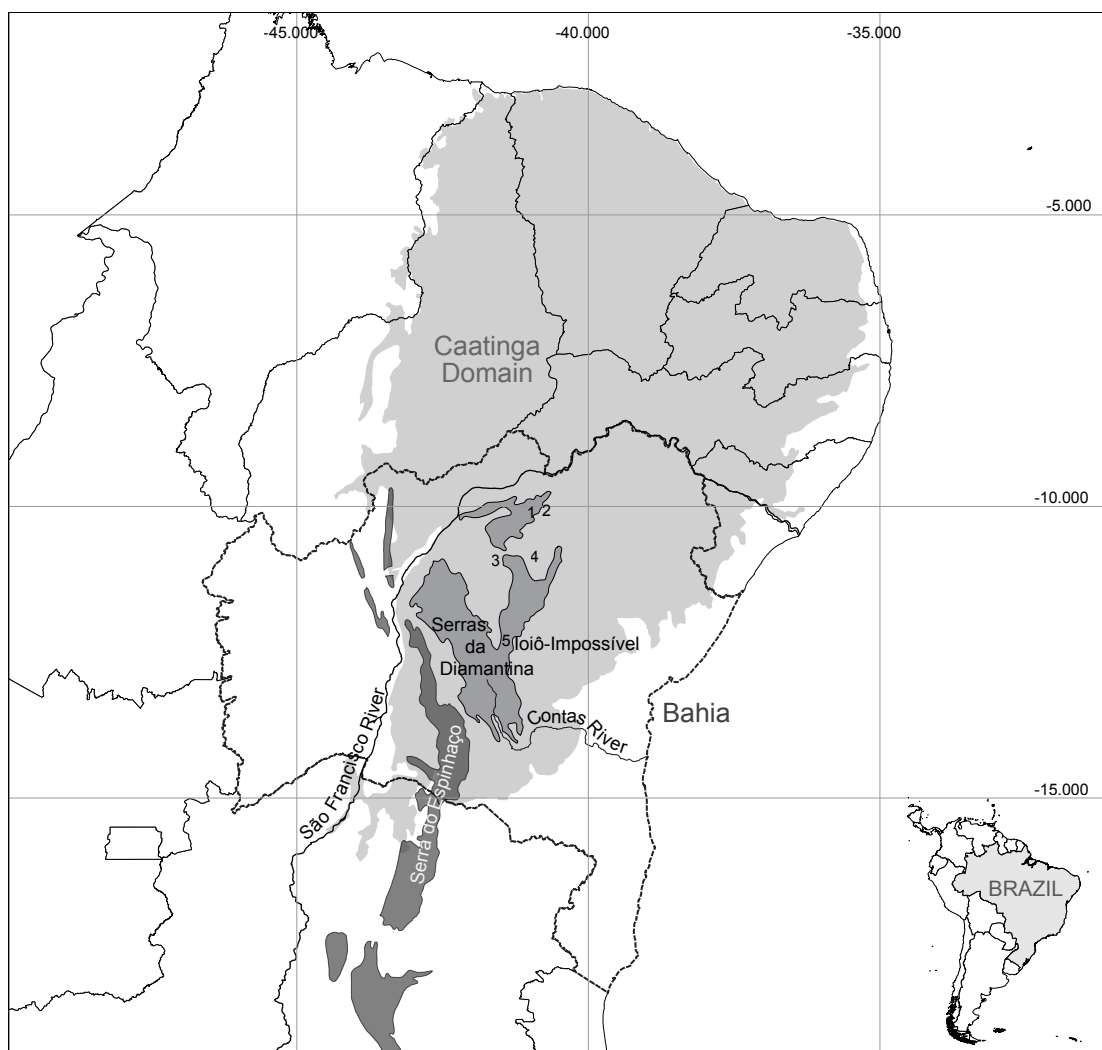 -45.000
-40.000
-35.000
-5.000
Caatinga
Domain
-10.000
1
2
3
4
Serras
da
Diamantina
5
Ioiô-Impossível
São Francisco River
Contas River
Bahia
Serra do Espinhaço
-15.000
BRAZIL